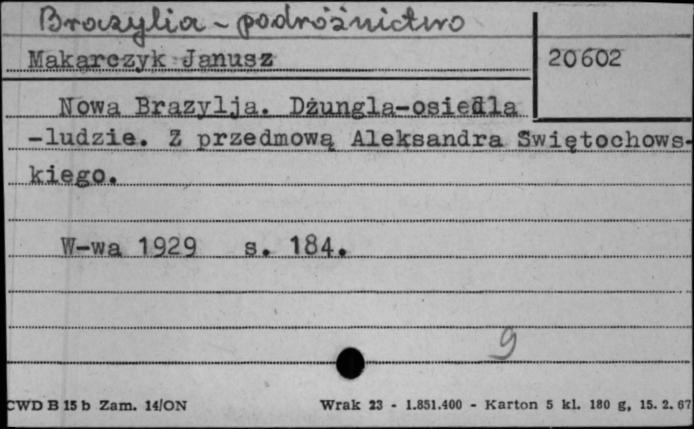 Brazylia - podróżnictwo
Makarczyk Janusz
20602
Nowa Brazylja. Dżungla-osiedla
-ludzie. Z przedmową Aleksandra Świętochows-
kiego.
W-wa 1929 s. 184.
9
CWD B 15 b Zam. 14/ON
Wrak 23 - 1.851.400 - Karton 5 kl. 180 g, 15. 2. 67